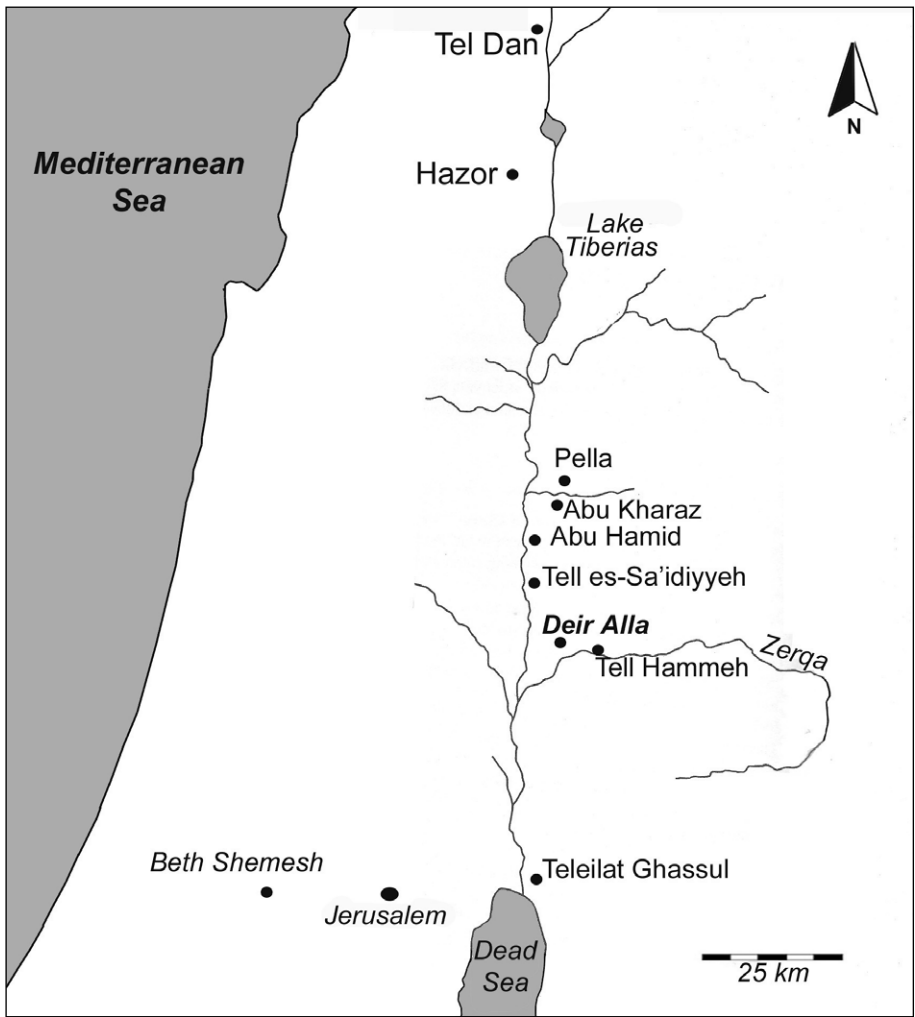 Tel Dan
N
Mediterranean
Sea
Hazor
Lake
Tiberias
Pella
Abu Kharaz
Abu Hamid
Tell es-Sa’idiyyeh
Deir Alla
Zerqa
Tell Hammeh
Beth Shemesh
Teleilat Ghassul
Jerusalem
Dead
Sea
25 km